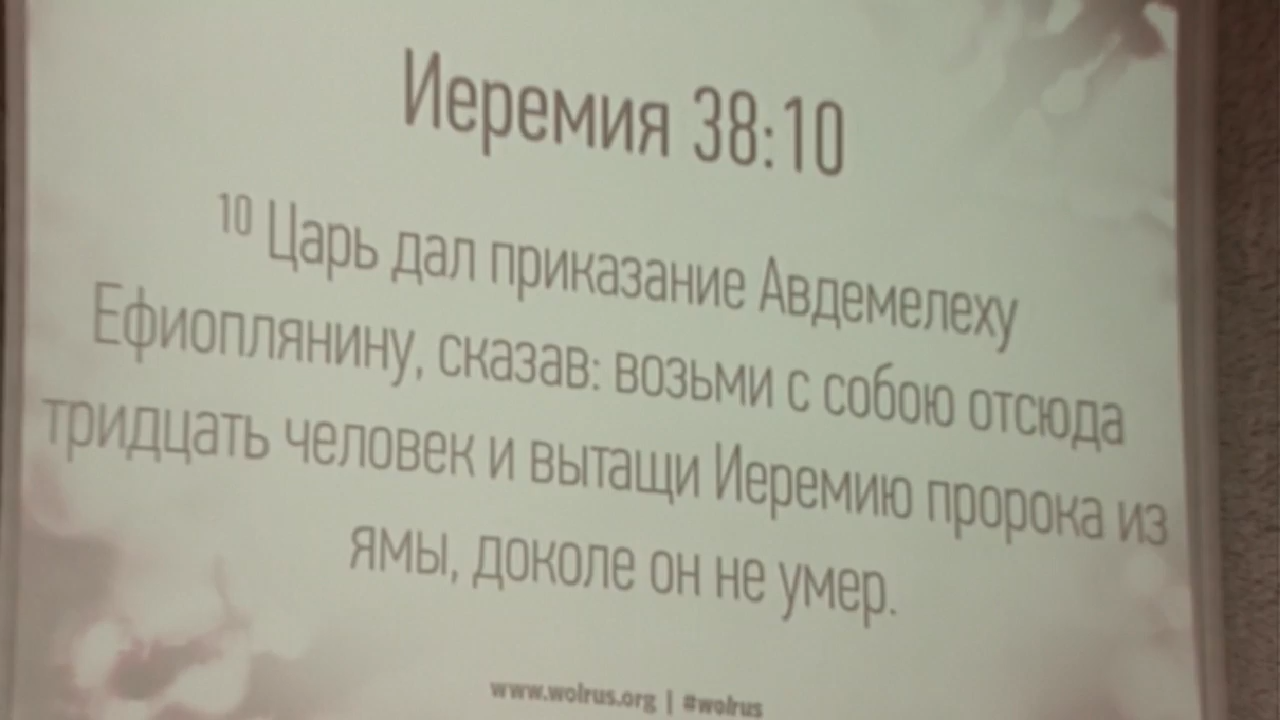 Иеремия 38:10
10 Царь дал приказание Авдемелеху
Ефиоплянину, сказав: возьми с собою отсюда
тридцать человек и вытащи Иеремию пророка из
ямы, доколе он не умер.
www.wolrus.org | #wolrus